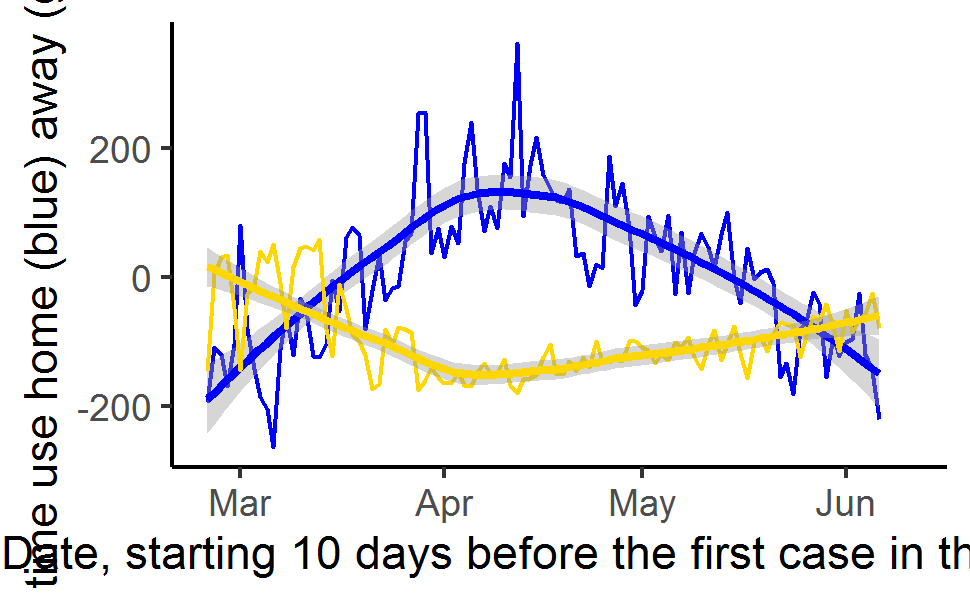 time use home (blue) away (
200
0
-200
Mar Apr May Jun
Date, starting 10 days before the first case in th